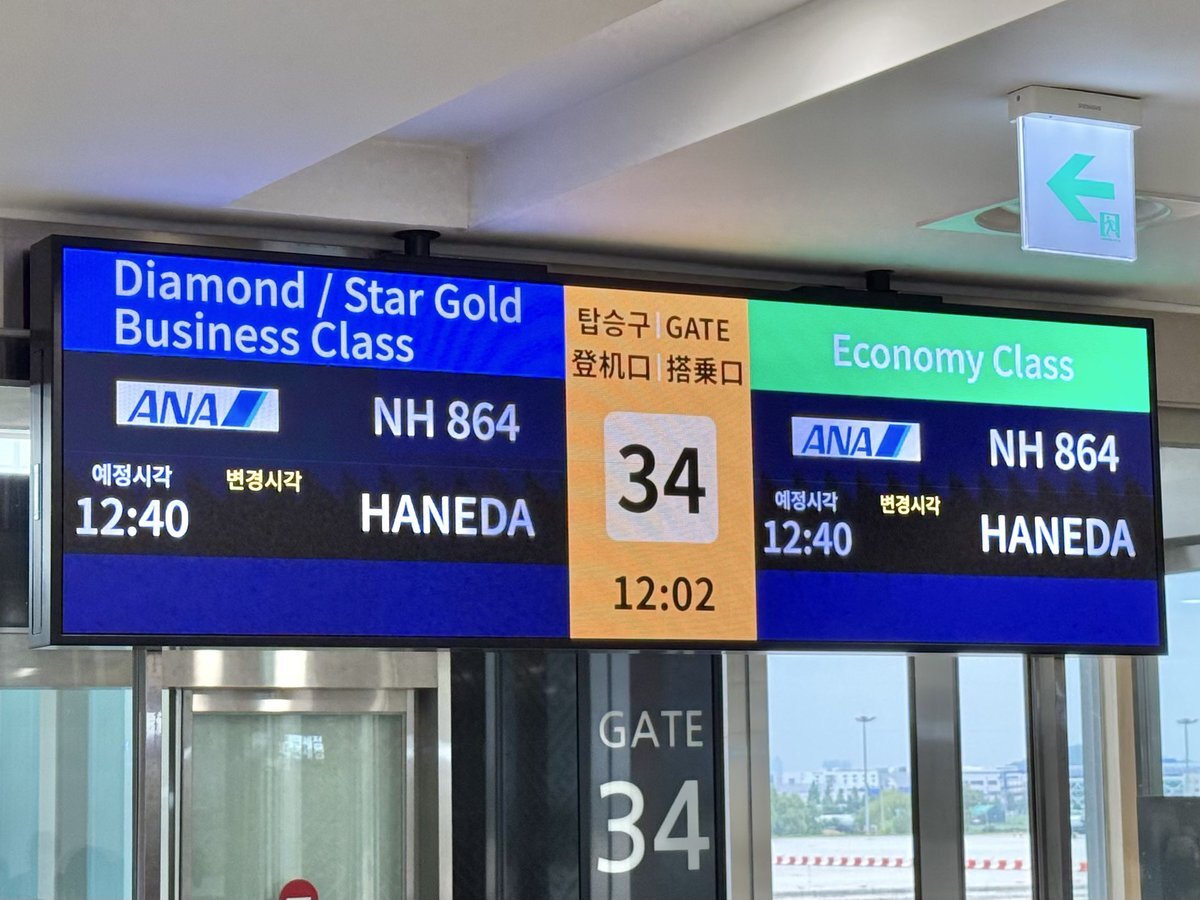 Diamond / Star Gold
Business Class
ANA
NH 864
예정시각 변경시각
12:40
HANEDA
탑승구 | GATE
登机口 | 搭乗口
34
12:02
Economy Class
ANA
NH 864
예정시각 변경시각
12:40
HANEDA
GATE
34
SIEMENS